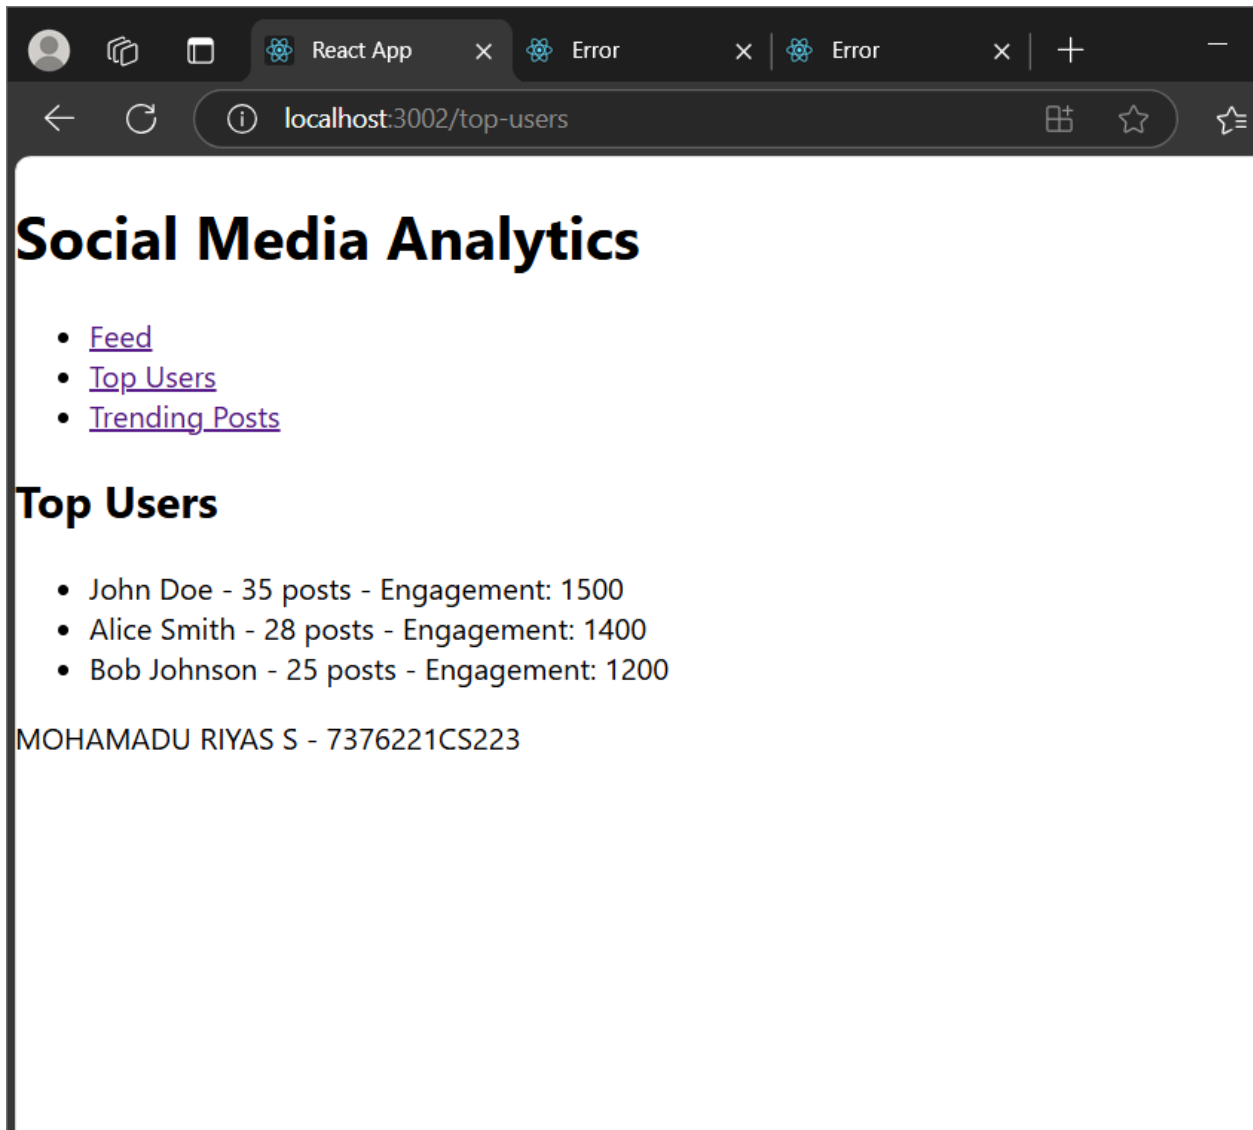 React App
Error
Error
localhost:3002/top-users
Social Media Analytics
Feed
Top Users
Trending Posts
Top Users
John Doe - 35 posts - Engagement: 1500
Alice Smith - 28 posts - Engagement: 1400
Bob Johnson - 25 posts - Engagement: 1200
MOHAMADU RIYAS S - 7376221CS223